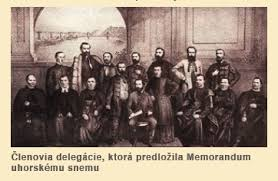 Členovia delegácie, ktorá predložila Memorandum
uhorskému snemu